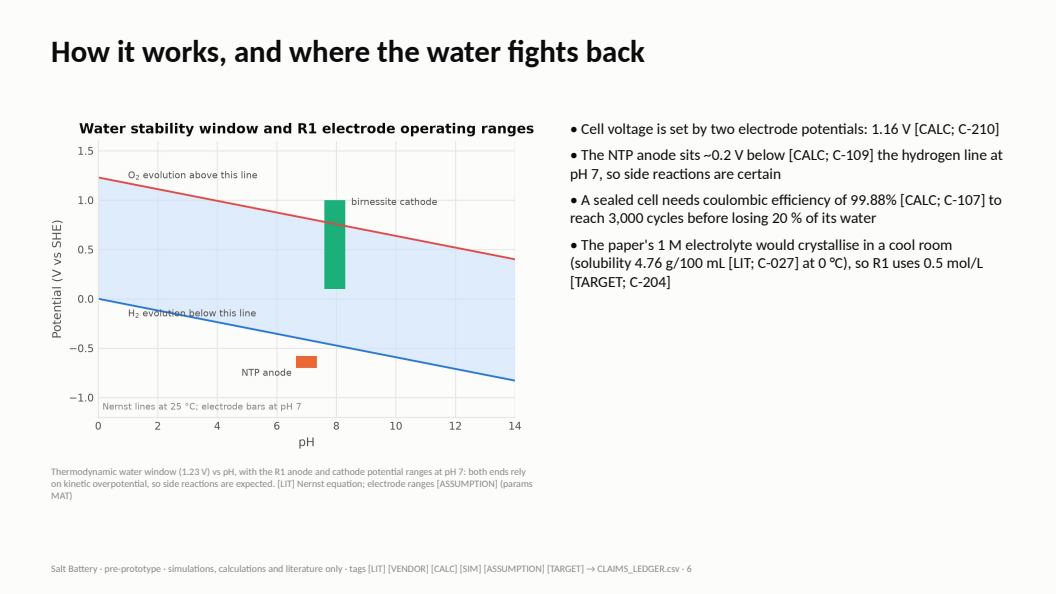 How it works, and where the water fights back
Water stability window and R1 electrode operating ranges
1.5
O₂ evolution above this line
1.0
birnessite cathode
0.5
0.0
H₂ evolution below this line
−0.5
NTP anode
−1.0
Nernst lines at 25 °C; electrode bars at pH 7
Potential (V vs SHE)
0 2 4 6 8 10 12 14
pH
Thermodynamic water window (1.23 V) vs pH, with the R1 anode and cathode potential ranges at pH 7: both ends rely
on kinetic overpotential, so side reactions are expected. [LIT] Nernst equation; electrode ranges [ASSUMPTION] (params
MAT)
• Cell voltage is set by two electrode potentials: 1.16 V [CALC; C-210]
• The NTP anode sits ~0.2 V below [CALC; C-109] the hydrogen line at
pH 7, so side reactions are certain
• A sealed cell needs coulombic efficiency of 99.88% [CALC; C-107] to
reach 3,000 cycles before losing 20 % of its water
• The paper's 1 M electrolyte would crystallise in a cool room
(solubility 4.76 g/100 mL [LIT; C-027] at 0 °C), so R1 uses 0.5 mol/L
[TARGET; C-204]
Salt Battery · pre-prototype · simulations, calculations and literature only · tags [LIT] [VENDOR] [CALC] [SIM] [ASSUMPTION] [TARGET] → CLAIMS_LEDGER.csv · 6